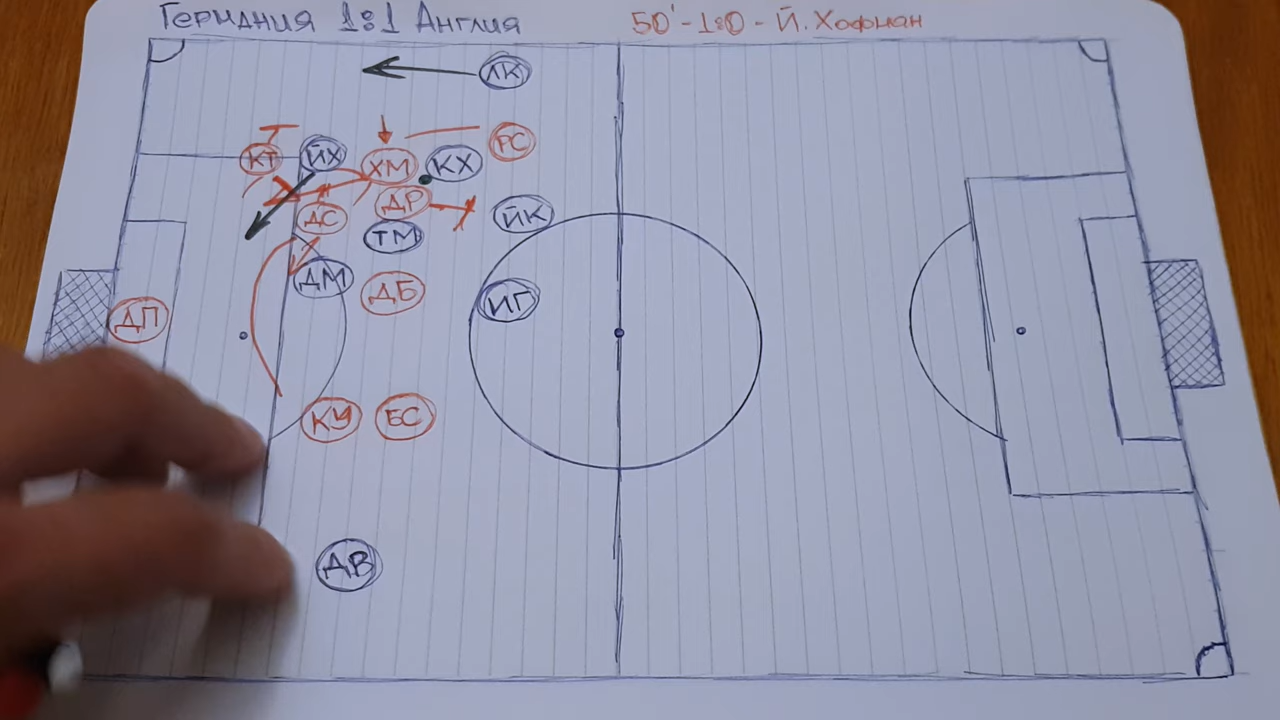 Германия 1:1 Англия
50' - 1:0 - Й. Хофман
ЛК
КТ
ЙХ
ХМ
КХ
РС
ДС
ДР
ЙК
ТМ
ДМ
ДБ
ИГ
ДП
КУ
БС
ДВ